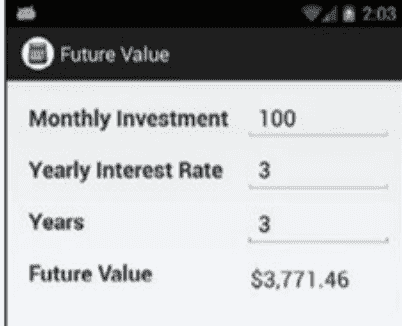 2:03
Future Value
Monthly Investment 100
Yearly Interest Rate 3
Years 3
Future Value $3,771.46